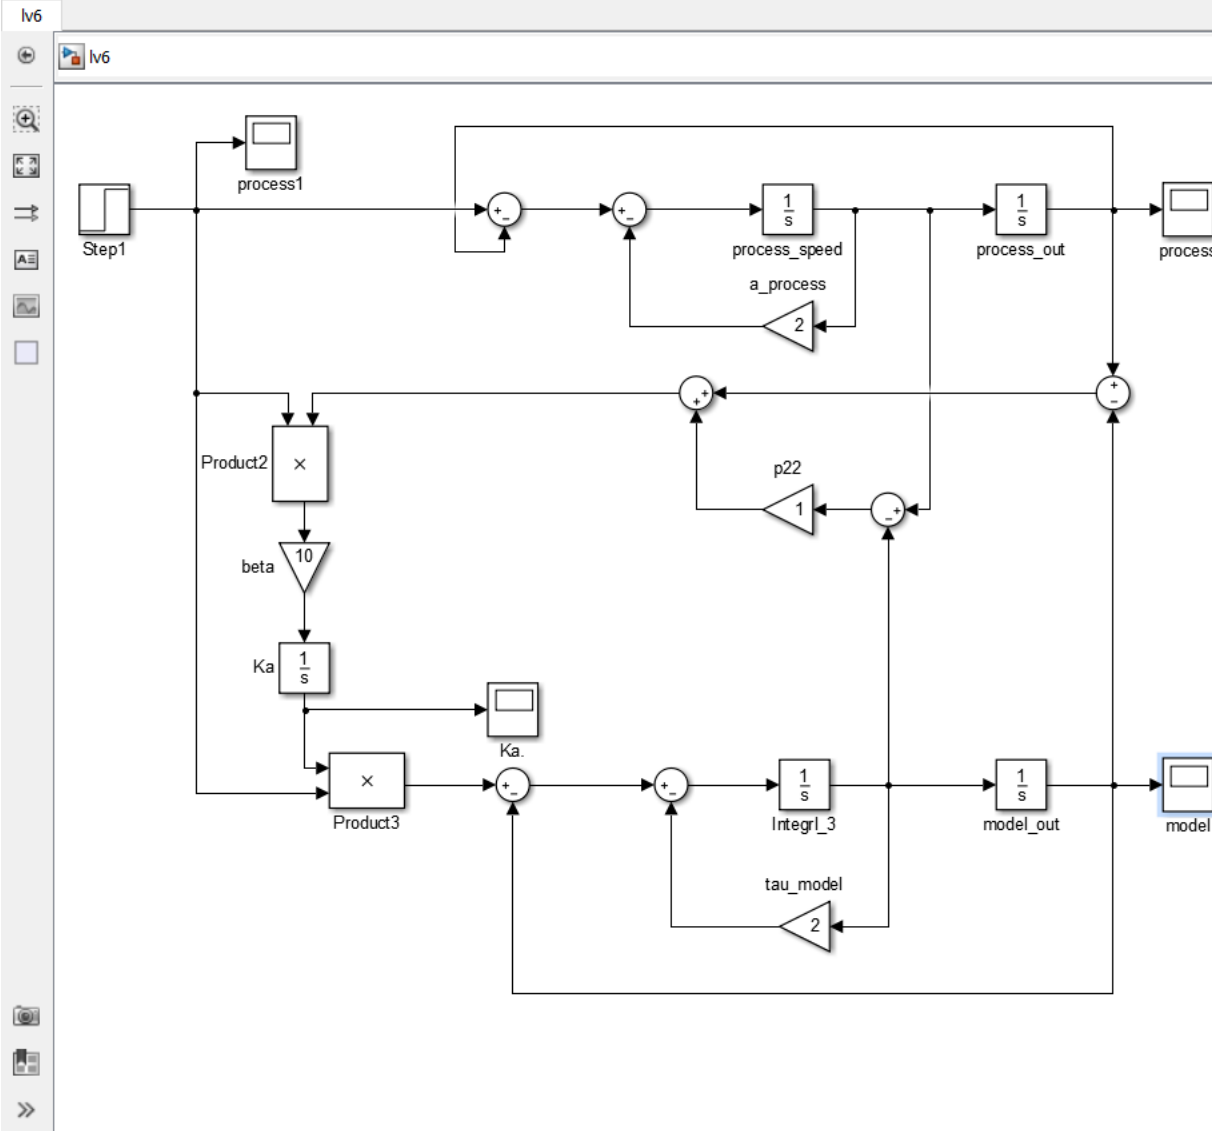 lv6
lv6
process1
Step1
1
s
process_speed
1
s
process_out
process
a_process
2
p22
1
Product2
×
beta
10
Ka
1
s
Ka.
×
Product3
1
s
Integrl_3
1
s
model_out
model
tau_model
2